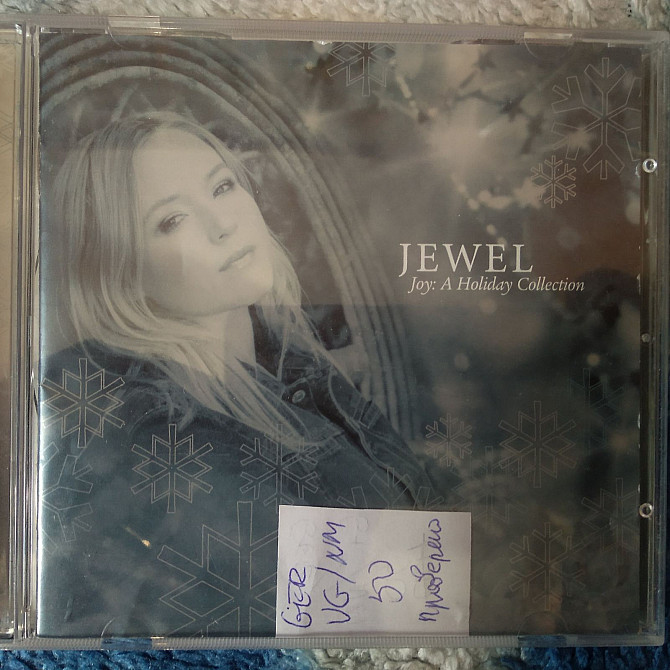 JEWEL
Joy: A Holiday Collection
GER
VG/NM
50
проверено